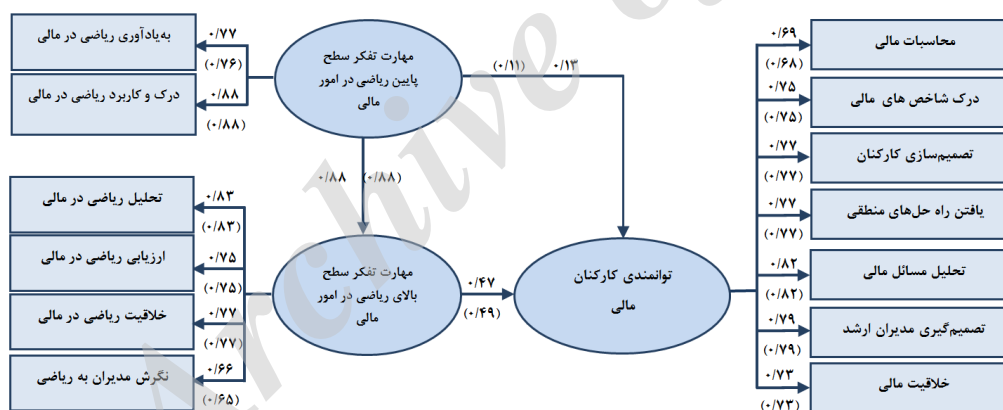 به‌یادآوری ریاضی در مالی
۰/۷۷
(۰/۷۶)
درک و کاربرد ریاضی در مالی
۰/۸۸
(۰/۸۸)
مهارت تفکر سطح
پایین ریاضی در امور
مالی
(۰/۱۱) ۰/۱۳
۰/۸۸ (۰/۸۸)
تحلیل ریاضی در مالی
۰/۸۳
(۰/۸۳)
ارزیابی ریاضی در مالی
۰/۷۵
(۰/۷۵)
خلاقیت ریاضی در مالی
۰/۷۷
(۰/۷۷)
نگرش مدیران به ریاضی
۰/۶۶
(۰/۶۵)
مهارت تفکر سطح
بالای ریاضی در امور
مالی
۰/۴۷
(۰/۴۹)
توانمندی کارکنان
مالی
۰/۶۹
(۰/۶۸)
محاسبات مالی
۰/۷۵
(۰/۷۵)
درک شاخص های مالی
۰/۷۷
(۰/۷۷)
تصمیم‌سازی کارکنان
۰/۷۷
(۰/۷۷)
یافتن راه حل‌های منطقی
۰/۸۲
(۰/۸۲)
تحلیل مسائل مالی
۰/۷۹
(۰/۷۹)
تصمیم‌گیری مدیران ارشد
۰/۷۳
(۰/۷۳)
خلاقیت مالی
Archive